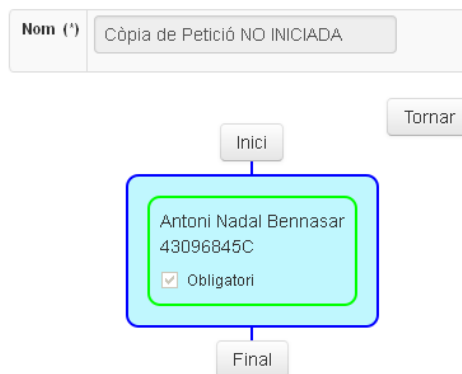 Nom (*)
Còpia de Petició NO INICIADA
Tornar
Inici
Antoni Nadal Bennasar
43096845C
Obligatori
Final